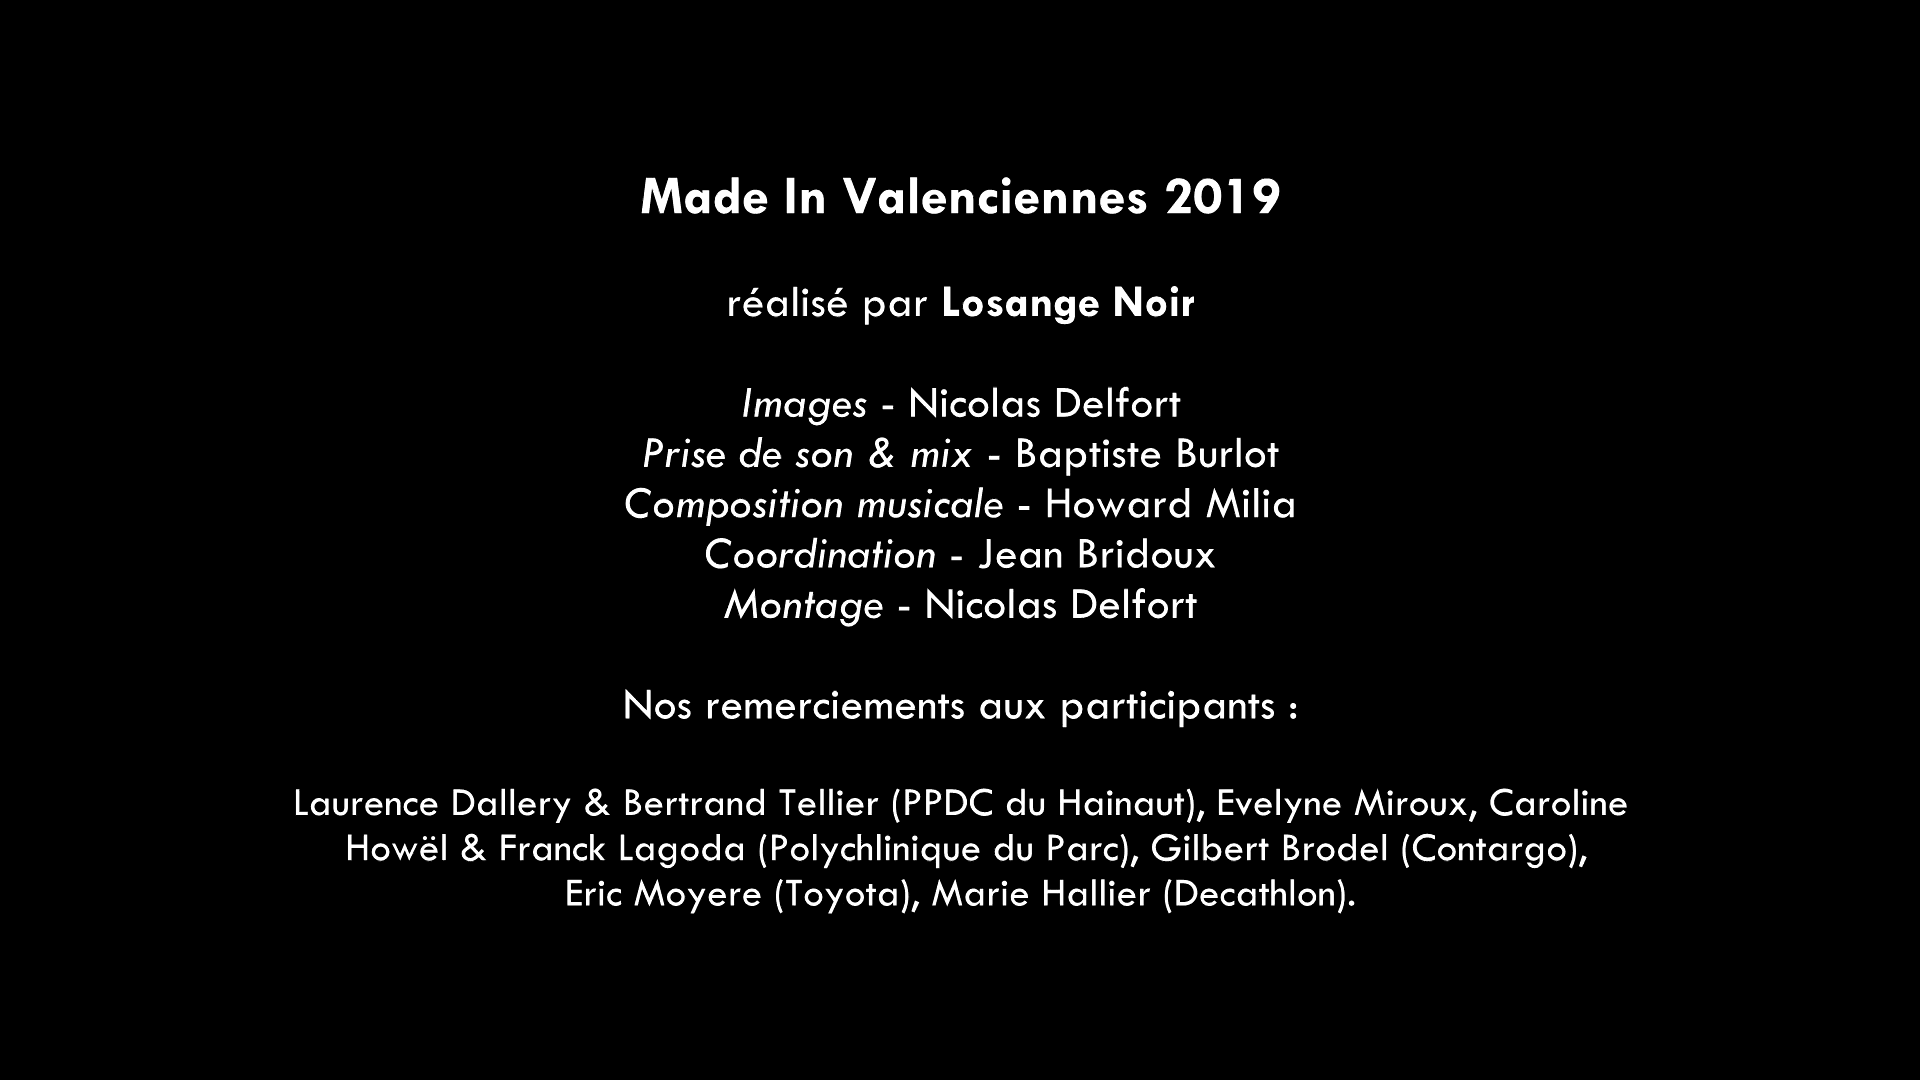 Made In Valenciennes 2019
réalisé par Losange Noir
Images - Nicolas Delfort
Prise de son & mix - Baptiste Burlot
Composition musicale - Howard Milia
Coordination - Jean Bridoux
Montage - Nicolas Delfort
Nos remerciements aux participants :
Laurence Dallery & Bertrand Tellier (PPDC du Hainaut), Evelyne Miroux, Caroline
Howël & Franck Lagoda (Polychlinique du Parc), Gilbert Brodel (Contargo),
Eric Moyere (Toyota), Marie Hallier (Decathlon).